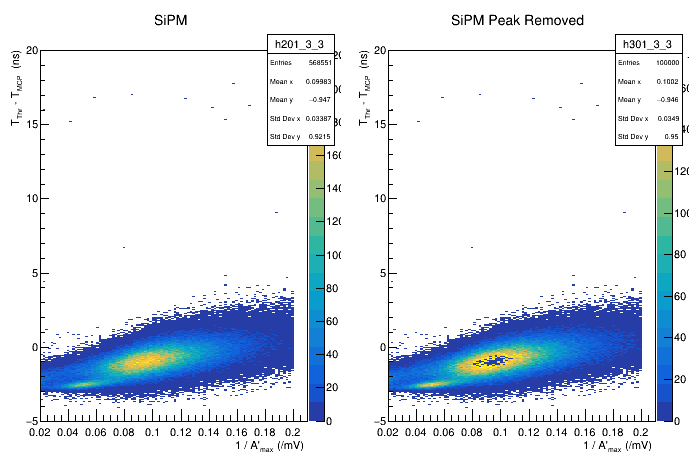 SiPM
h201_3_3
Entries 568551
Mean x 0.09983
Mean y −0.947
Std Dev x 0.03387
Std Dev y 0.9215
T_Thr - T_MCP (ns)
20
15
10
5
0
−5
0.02 0.04 0.06 0.08 0.1 0.12 0.14 0.16 0.18 0.2
1 / A'_max (/mV)
160
140
120
100
80
60
40
20
0
SiPM Peak Removed
h301_3_3
Entries 100000
Mean x 0.1002
Mean y −0.946
Std Dev x 0.0349
Std Dev y 0.95
T_Thr - T_MCP (ns)
20
15
10
5
0
−5
0.02 0.04 0.06 0.08 0.1 0.12 0.14 0.16 0.18 0.2
1 / A'_max (/mV)
120
100
80
60
40
20
0